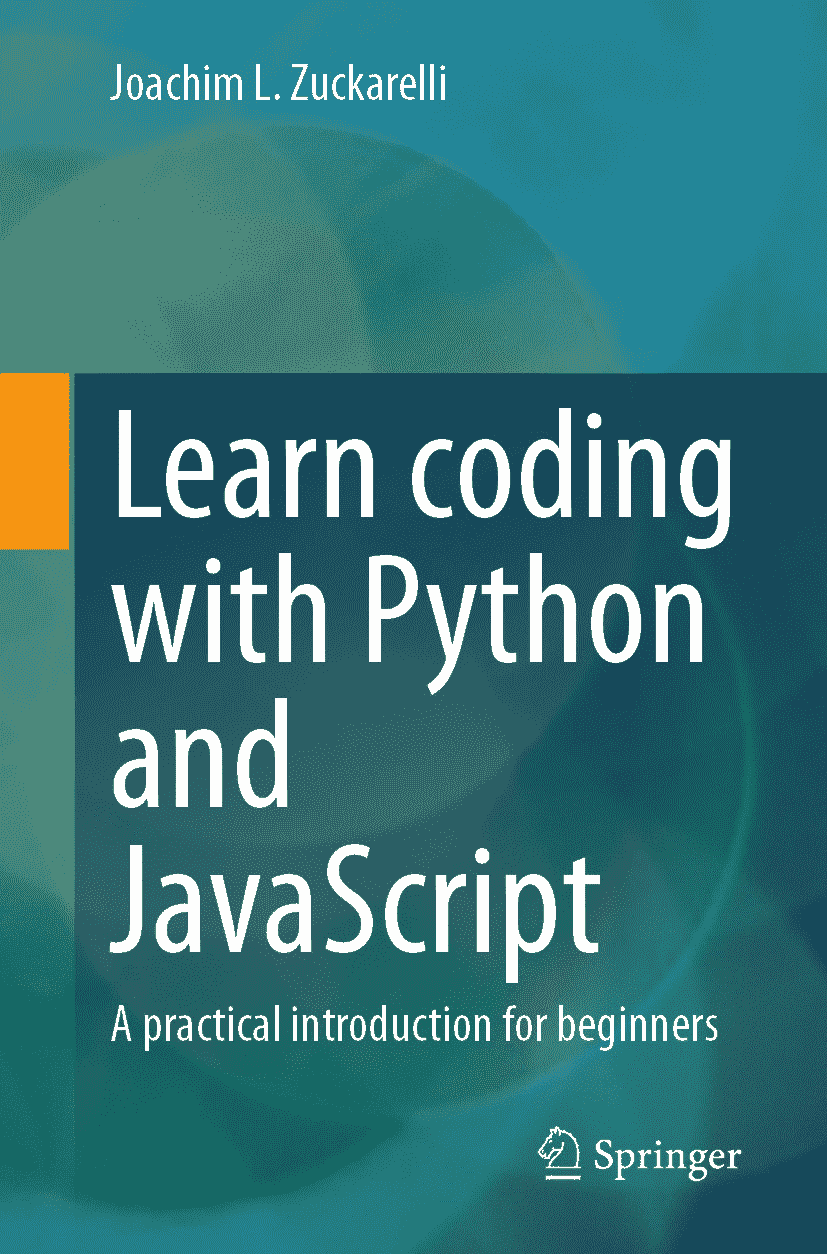 Joachim L. Zuckarelli
Learn coding
with Python
and
JavaScript
A practical introduction for beginners
Springer